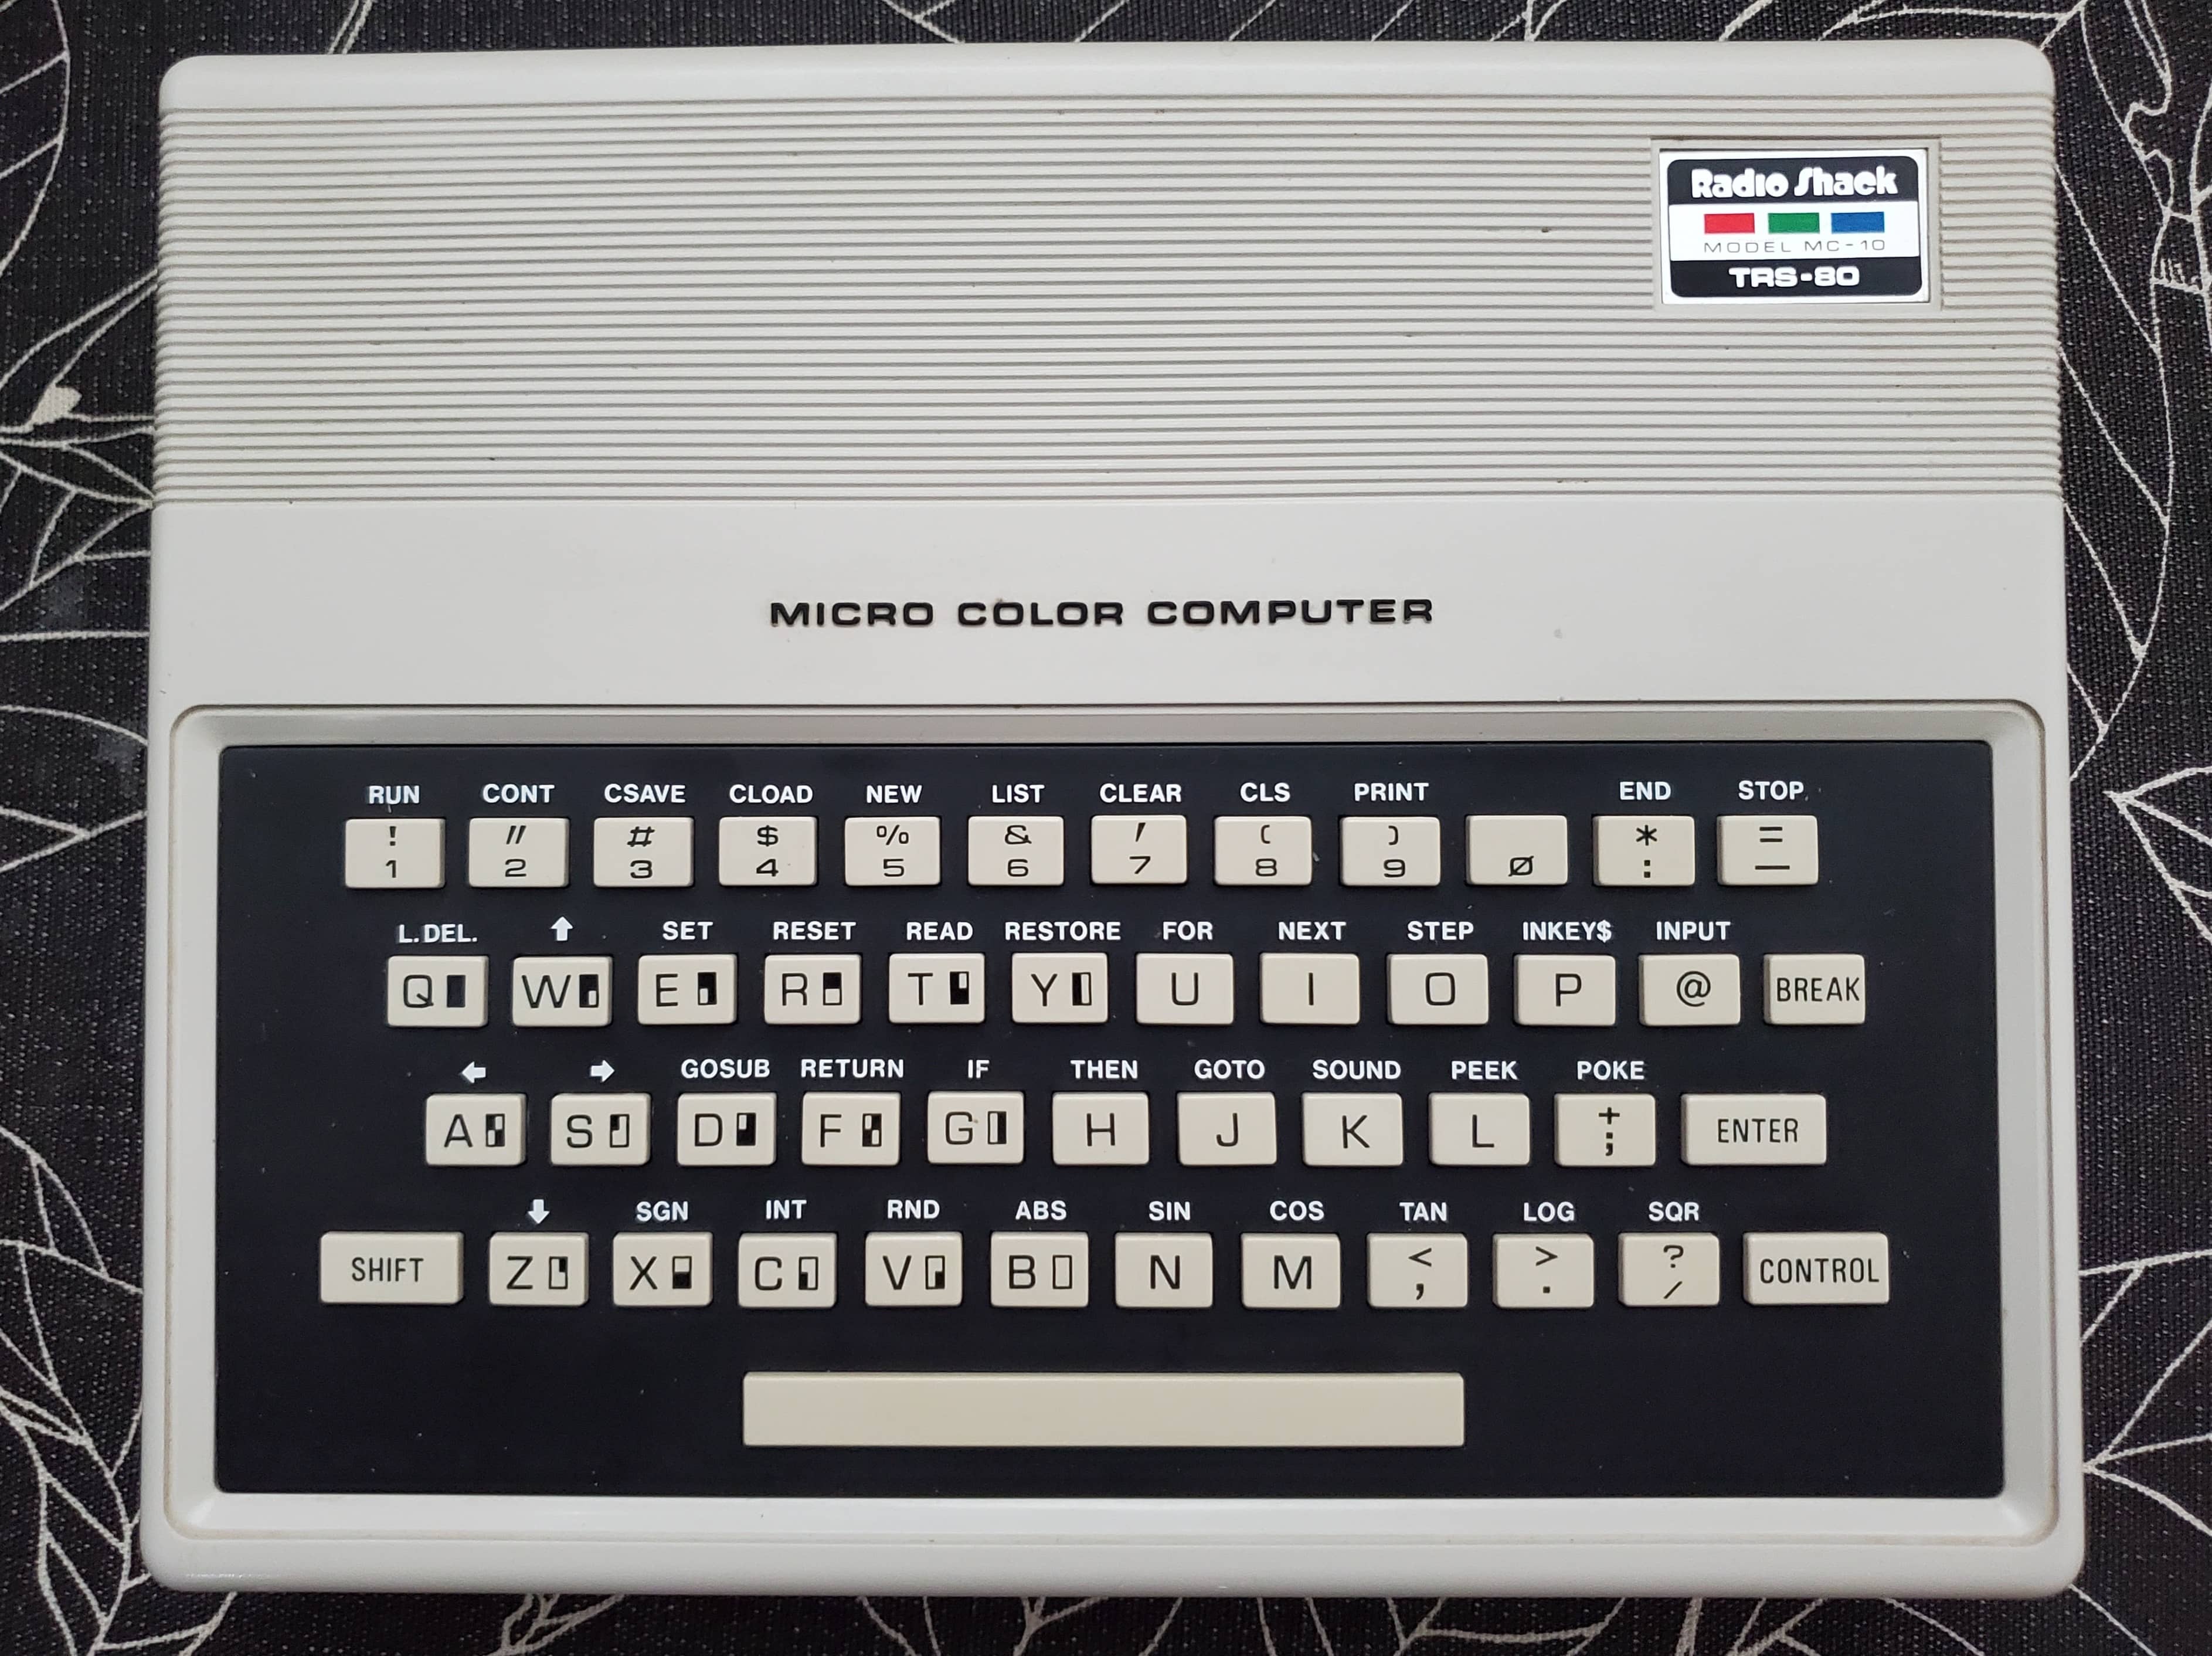 Radio Shack
MODEL MC-10
TRS-80
MICRO COLOR COMPUTER
RUN CONT CSAVE CLOAD NEW LIST CLEAR CLS PRINT END STOP
! " # $ % & ' ( ) * =
1 2 3 4 5 6 7 8 9 Ø : —
L.DEL. ⬆ SET RESET READ RESTORE FOR NEXT STEP INKEY$ INPUT
Q W E R T Y U I O P @ BREAK
⬅ ➡ GOSUB RETURN IF THEN GOTO SOUND PEEK POKE
+
A S D F G H J K L ; ENTER
⬇ SGN INT RND ABS SIN COS TAN LOG SQR
< > ?
SHIFT Z X C V B N M , . / CONTROL